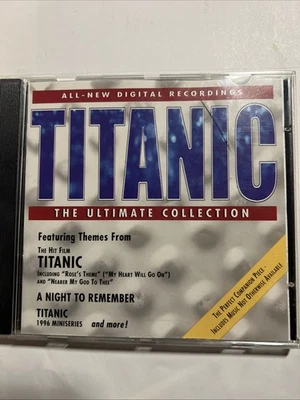 ALL-NEW DIGITAL RECORDINGS
TITANIC
THE ULTIMATE COLLECTION
Featuring Themes From
THE HIT FILM
TITANIC
INCLUDING "ROSE'S THEME" ("MY HEART WILL GO ON")
AND "NEARER MY GOD TO THEE"
A NIGHT TO REMEMBER
TITANIC
1996 MINISERIES and more!
THE PERFECT COMPANION PIECE
INCLUDES MUSIC NOT OTHERWISE AVAILABLE